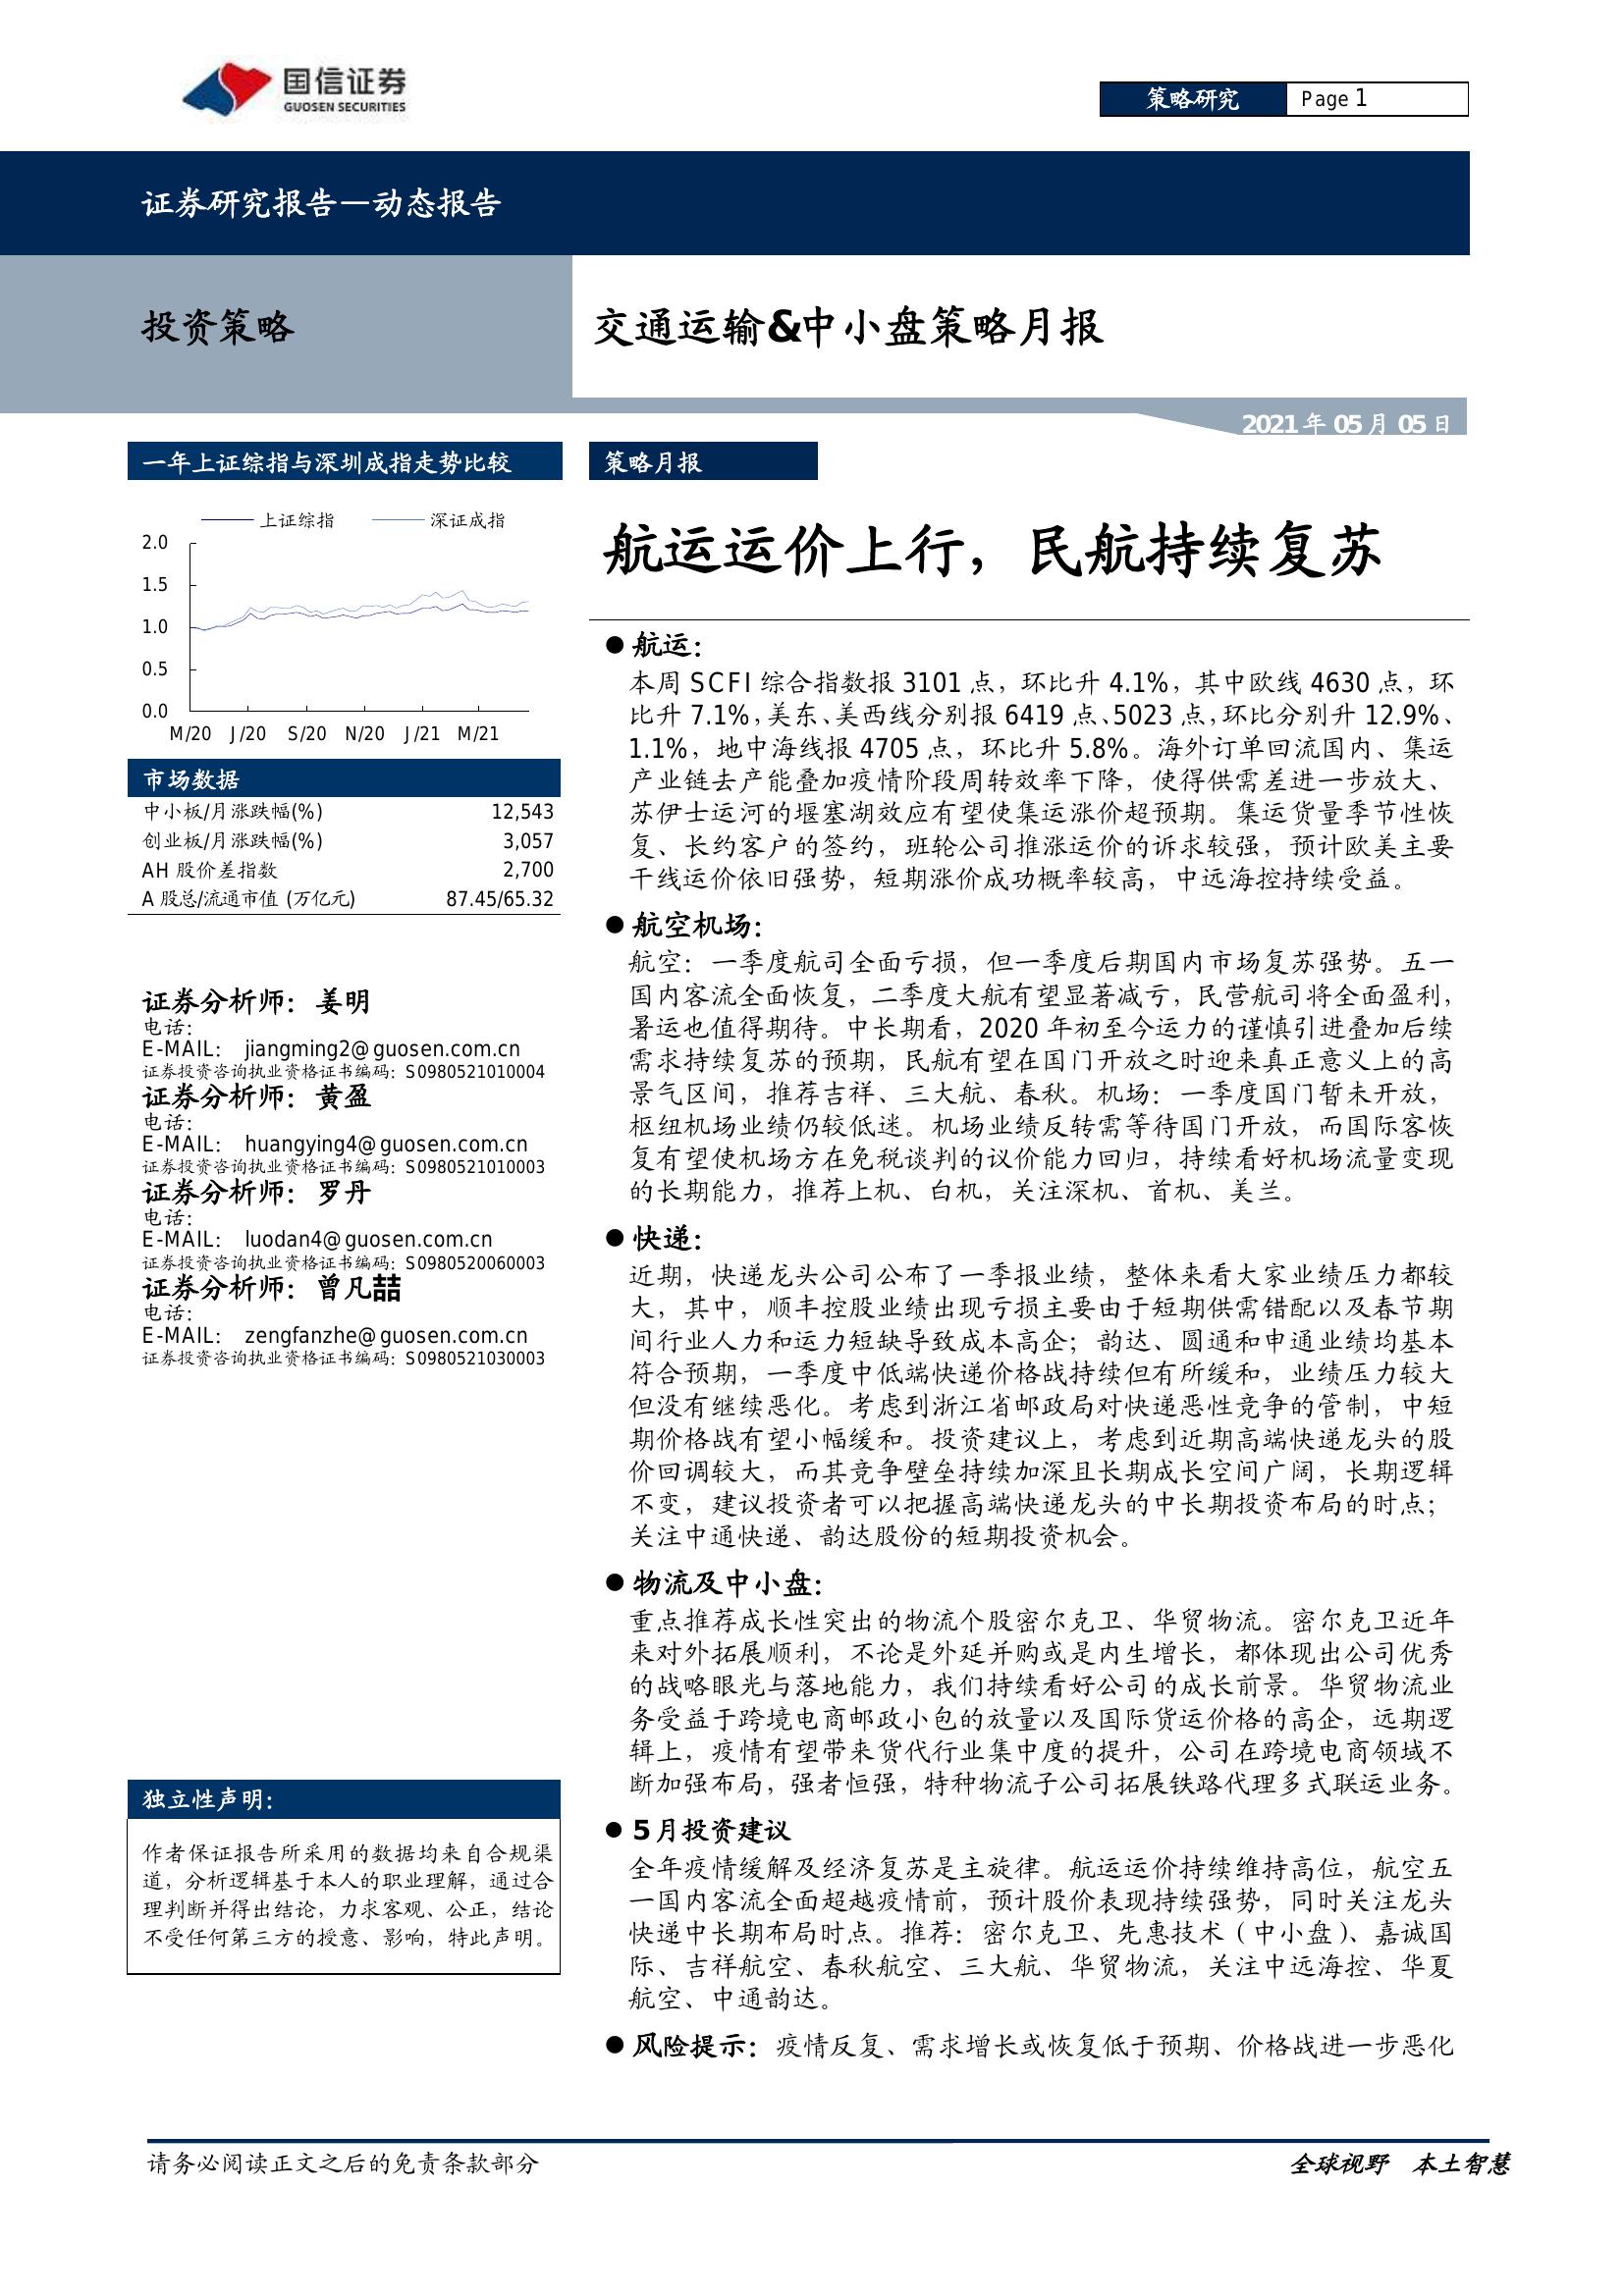 国信证券
GUOSEN SECURITIES
策略研究 Page 1
证券研究报告—动态报告
投资策略
交通运输&中小盘策略月报
2021年05月05日
一年上证综指与深圳成指走势比较
上证综指 深证成指
2.0
1.5
1.0
0.5
0.0
M/20 J/20 S/20 N/20 J/21 M/21
市场数据
中小板/月涨跌幅(%) 12,543
创业板/月涨跌幅(%) 3,057
AH 股价差指数 2,700
A 股总/流通市值 (万亿元) 87.45/65.32
证券分析师：姜明
电话：
E-MAIL： jiangming2@guosen.com.cn
证券投资咨询执业资格证书编码：S0980521010004
证券分析师：黄盈
电话：
E-MAIL： huangying4@guosen.com.cn
证券投资咨询执业资格证书编码：S0980521010003
证券分析师：罗丹
电话：
E-MAIL： luodan4@guosen.com.cn
证券投资咨询执业资格证书编码：S0980520060003
证券分析师：曾凡喆
电话：
E-MAIL： zengfanzhe@guosen.com.cn
证券投资咨询执业资格证书编码：S0980521030003
独立性声明：
作者保证报告所采用的数据均来自合规渠
道，分析逻辑基于本人的职业理解，通过合
理判断并得出结论，力求客观、公正，结论
不受任何第三方的授意、影响，特此声明。
策略月报
航运运价上行，民航持续复苏
● 航运：
本周 SCFI 综合指数报 3101 点，环比升 4.1%，其中欧线 4630 点，环
比升 7.1%，美东、美西线分别报 6419 点、5023 点，环比分别升 12.9%、
1.1%，地中海线报 4705 点，环比升 5.8%。海外订单回流国内、集运
产业链去产能叠加疫情阶段周转效率下降，使得供需差进一步放大、
苏伊士运河的堰塞湖效应有望使集运涨价超预期。集运货量季节性恢
复、长约客户的签约，班轮公司推涨运价的诉求较强，预计欧美主要
干线运价依旧强势，短期涨价成功概率较高，中远海控持续受益。
● 航空机场：
航空：一季度航司全面亏损，但一季度后期国内市场复苏强势。五一
国内客流全面恢复，二季度大航有望显著减亏，民营航司将全面盈利，
暑运也值得期待。中长期看，2020 年初至今运力的谨慎引进叠加后续
需求持续复苏的预期，民航有望在国门开放之时迎来真正意义上的高
景气区间，推荐吉祥、三大航、春秋。机场：一季度国门暂未开放，
枢纽机场业绩仍较低迷。机场业绩反转需等待国门开放，而国际客恢
复有望使机场方在免税谈判的议价能力回归，持续看好机场流量变现
的长期能力，推荐上机、白机，关注深机、首机、美兰。
● 快递：
近期，快递龙头公司公布了一季报业绩，整体来看大家业绩压力都较
大，其中，顺丰控股业绩出现亏损主要由于短期供需错配以及春节期
间行业人力和运力短缺导致成本高企；韵达、圆通和中通业绩均基本
符合预期，一季度中低端快递价格战持续但有所缓和，业绩压力较大
但没有继续恶化。考虑到浙江省邮政局对快递恶性竞争的管制，中短
期价格战有望小幅缓和。投资建议上，考虑到近期高端快递龙头的股
价回调较大，而其竞争壁垒持续加深且长期成长空间广阔，长期逻辑
不变，建议投资者可以把握高端快递龙头的中长期投资布局的时点；
关注中通快递、韵达股份的短期投资机会。
● 物流及中小盘：
重点推荐成长性突出的物流个股密尔克卫、华贸物流。密尔克卫近年
来对外拓展顺利，不论是外延并购或是内生增长，都体现出公司优秀
的战略眼光与落地能力，我们持续看好公司的成长前景。华贸物流业
务受益于跨境电商邮政小包的放量以及国际货运价格的高企，远期逻
辑上，疫情有望带来货代行业集中度的提升，公司在跨境电商领域不
断加强布局，强者恒强，特种物流子公司拓展铁路代理多式联运业务。
● 5月投资建议
全年疫情缓解及经济复苏是主旋律。航运运价持续维持高位，航空五
一国内客流全面超越疫情前，预计股价表现持续强势，同时关注龙头
快递中长期布局时点。推荐：密尔克卫、先惠技术（中小盘）、嘉诚国
际、吉祥航空、春秋航空、三大航、华贸物流，关注中远海控、华夏
航空、中通韵达。
● 风险提示：疫情反复、需求增长或恢复低于预期、价格战进一步恶化
请务必阅读正文之后的免责条款部分
全球视野 本土智慧